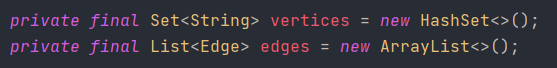 private final Set<String> vertices = new HashSet<>();
private final List<Edge> edges = new ArrayList<>();